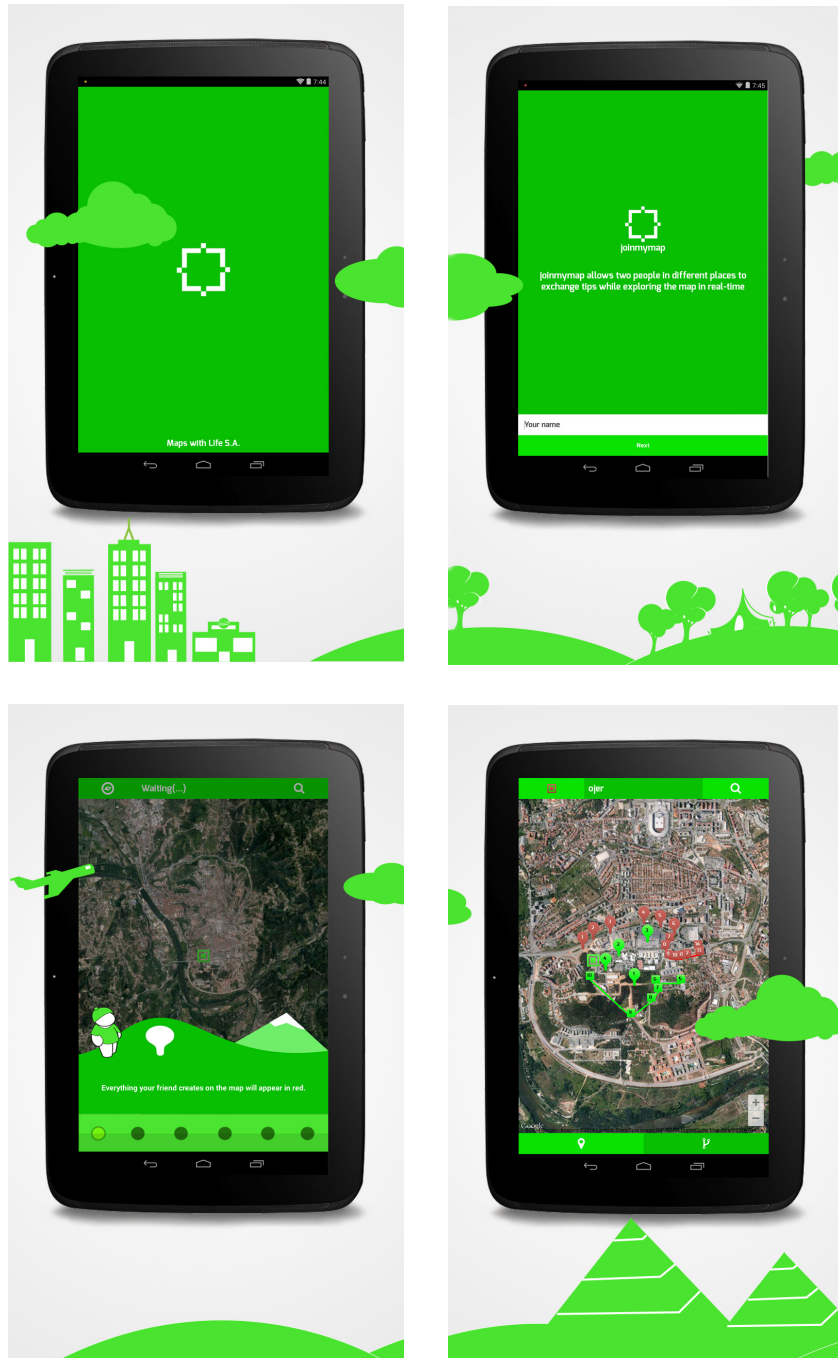 7:44
Maps with Life S.A.
7:45
joinmymap
joinmymap allows two people in different places to
exchange tips while exploring the map in real-time
Your name
Next
Waiting(...)
Everything your friend creates on the map will appear in red.
ojer
Google